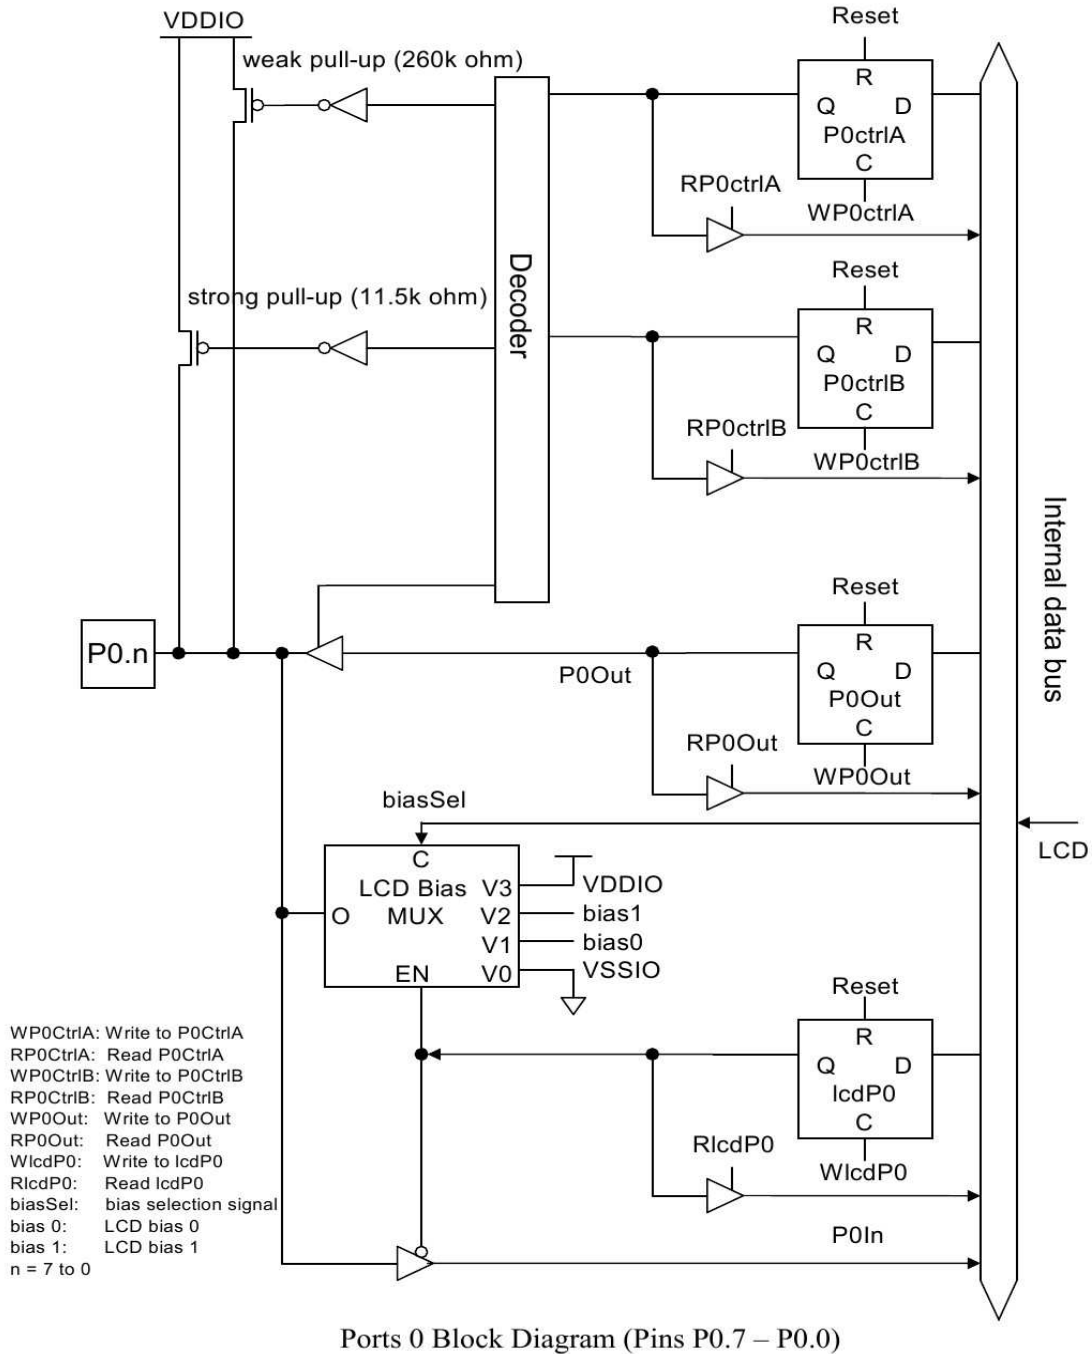 VDDIO
weak pull-up (260k ohm)
Reset
R
Q D
P0ctrlA
C
RP0ctrlA
WP0ctrlA
Decoder
strong pull-up (11.5k ohm)
Reset
R
Q D
P0ctrlB
C
RP0ctrlB
WP0ctrlB
Internal data bus
P0.n
P0Out
Reset
R
Q D
P0Out
C
RP0Out
WP0Out
biasSel
LCD
C
LCD Bias V3
VDDIO
O MUX V2
bias1
V1
bias0
EN V0
VSSIO
Reset
R
Q D
lcdP0
C
RlcdP0
WlcdP0
P0In
WP0CtrlA: Write to P0CtrlA
RP0CtrlA: Read P0CtrlA
WP0CtrlB: Write to P0CtrlB
RP0CtrlB: Read P0CtrlB
WP0Out: Write to P0Out
RP0Out: Read P0Out
WlcdP0: Write to lcdP0
RlcdP0: Read lcdP0
biasSel: bias selection signal
bias 0: LCD bias 0
bias 1: LCD bias 1
n = 7 to 0
Ports 0 Block Diagram (Pins P0.7 – P0.0)